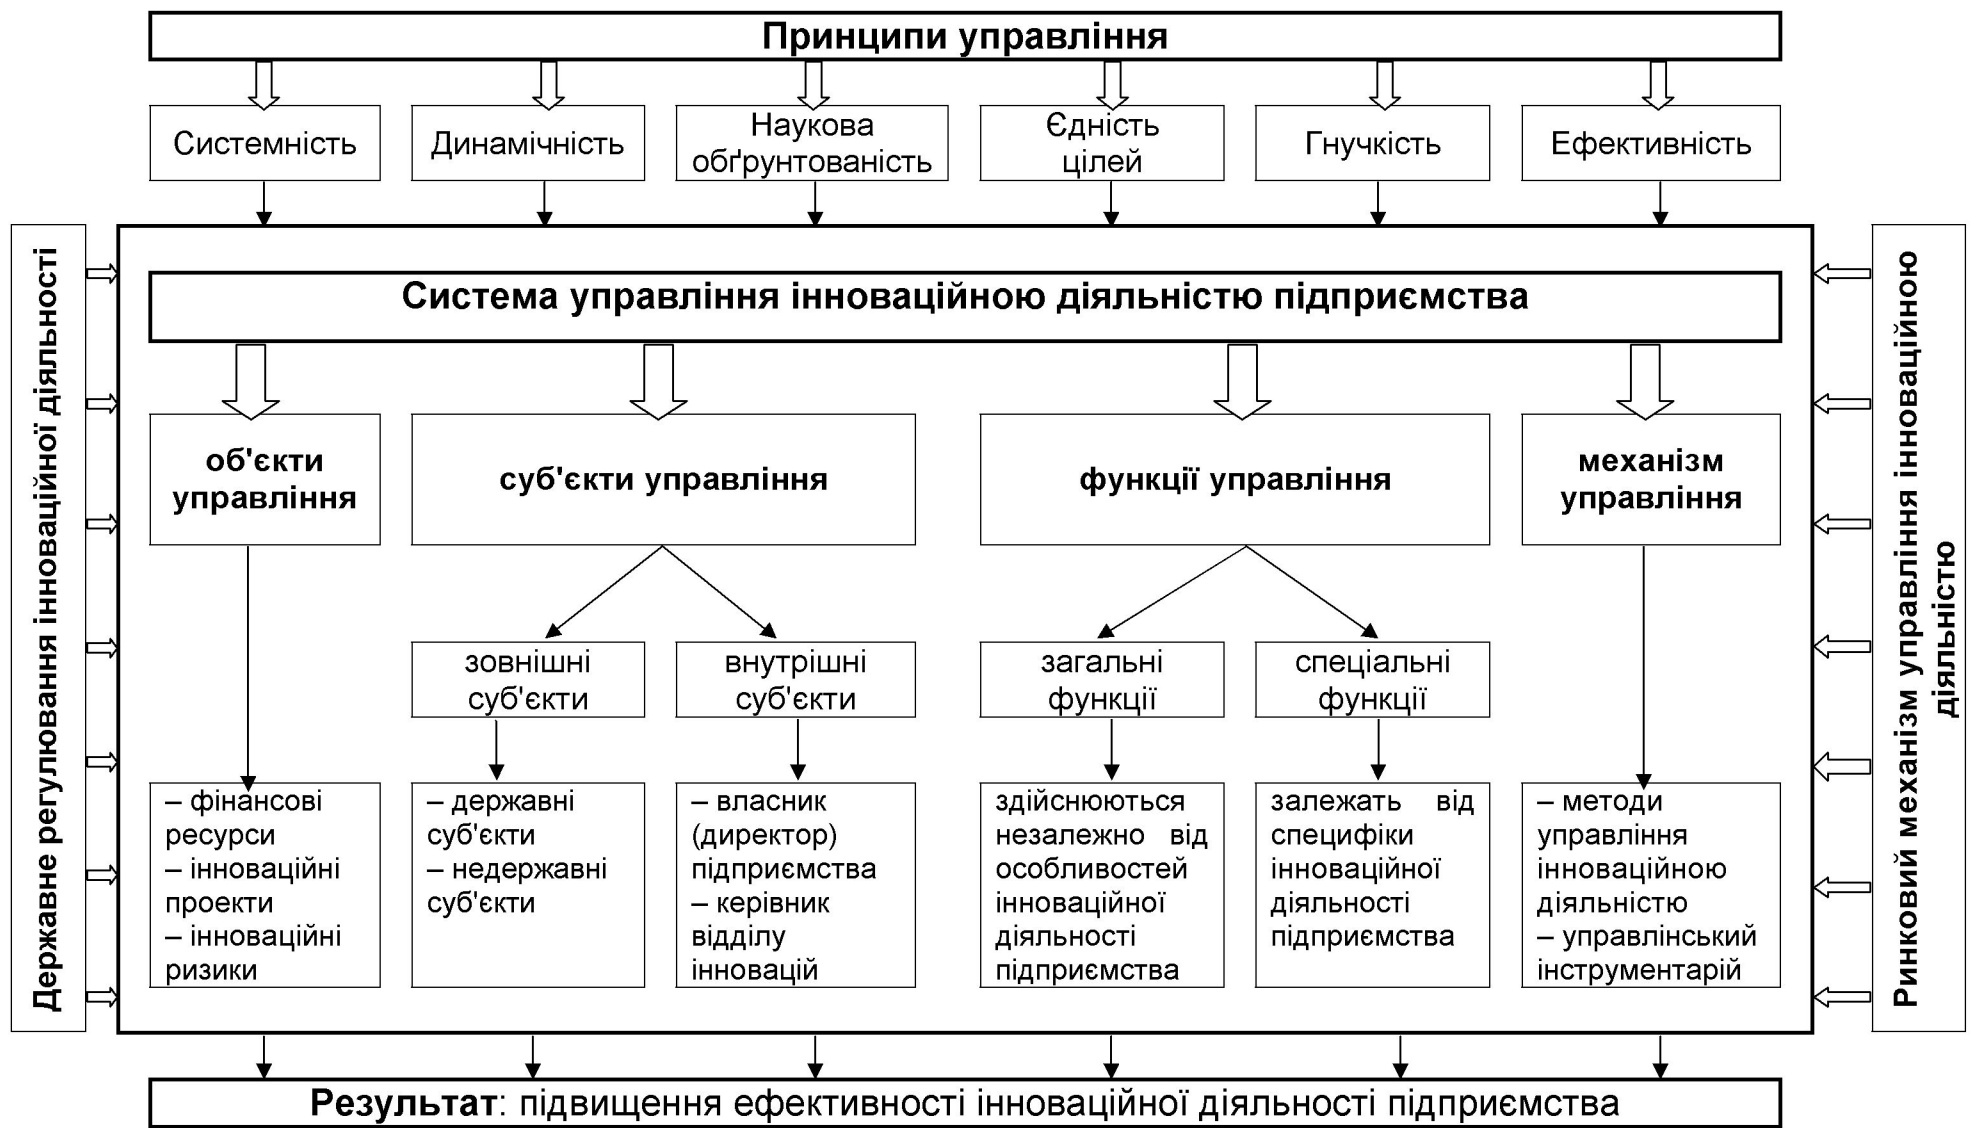 Принципи управління
Системність
Динамічність
Наукова
обґрунтованість
Єдність
цілей
Гнучкість
Ефективність
Державне регулювання інноваційної діяльності
Система управління інноваційною діяльністю підприємства
об'єкти
управління
суб'єкти управління
функції управління
механізм
управління
зовнішні
суб'єкти
внутрішні
суб'єкти
загальні
функції
спеціальні
функції
– фінансові
ресурси
– інноваційні
проекти
– інноваційні
ризики
– державні
суб'єкти
– недержавні
суб'єкти
– власник
(директор)
підприємства
– керівник
відділу
інновацій
здійснюються
незалежно від
особливостей
інноваційної
діяльності
підприємства
залежать від
специфіки
інноваційної
діяльності
підприємства
– методи
управління
інноваційною
діяльністю
– управлінський
інструментарій
Ринковий механізм управління інноваційною
діяльністю
Результат: підвищення ефективності інноваційної діяльності підприємства